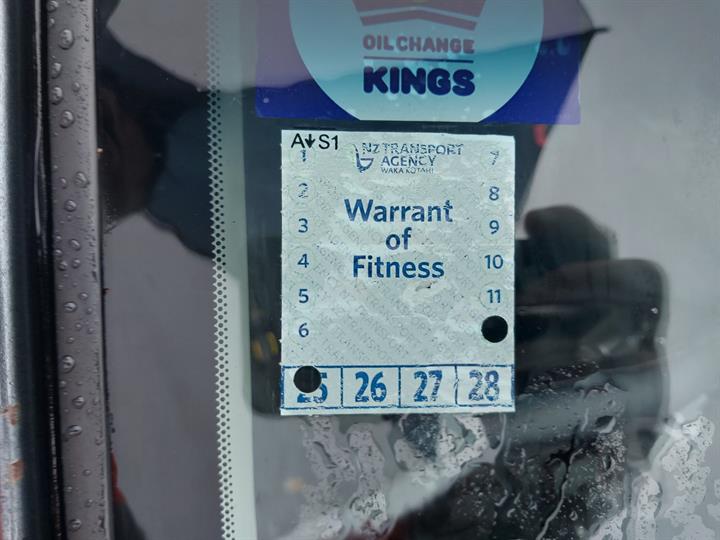 OIL CHANGE
KINGS
A↓S1
NZ TRANSPORT
AGENCY
WAKA KOTAHI
1 7
2 8
3 9
4 10
5 11
6
Warrant
of
Fitness
25 26 27 28